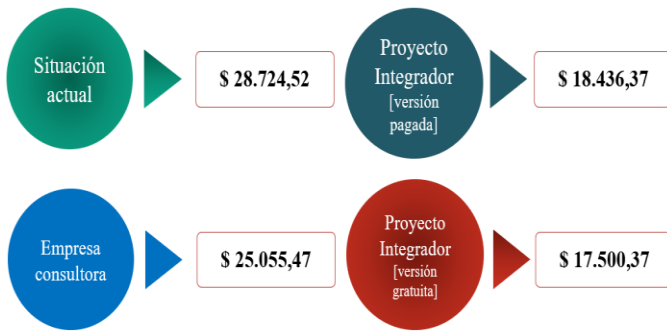 Situación
actual
$ 28.724,52
Proyecto
Integrador
[versión
pagada]
$ 18.436,37
Empresa
consultora
$ 25.055,47
Proyecto
Integrador
[versión
gratuita]
$ 17.500,37